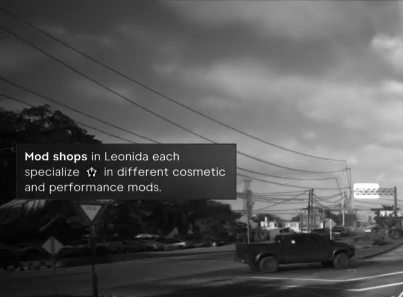 Mod shops in Leonida each
specialize in different cosmetic
and performance mods.